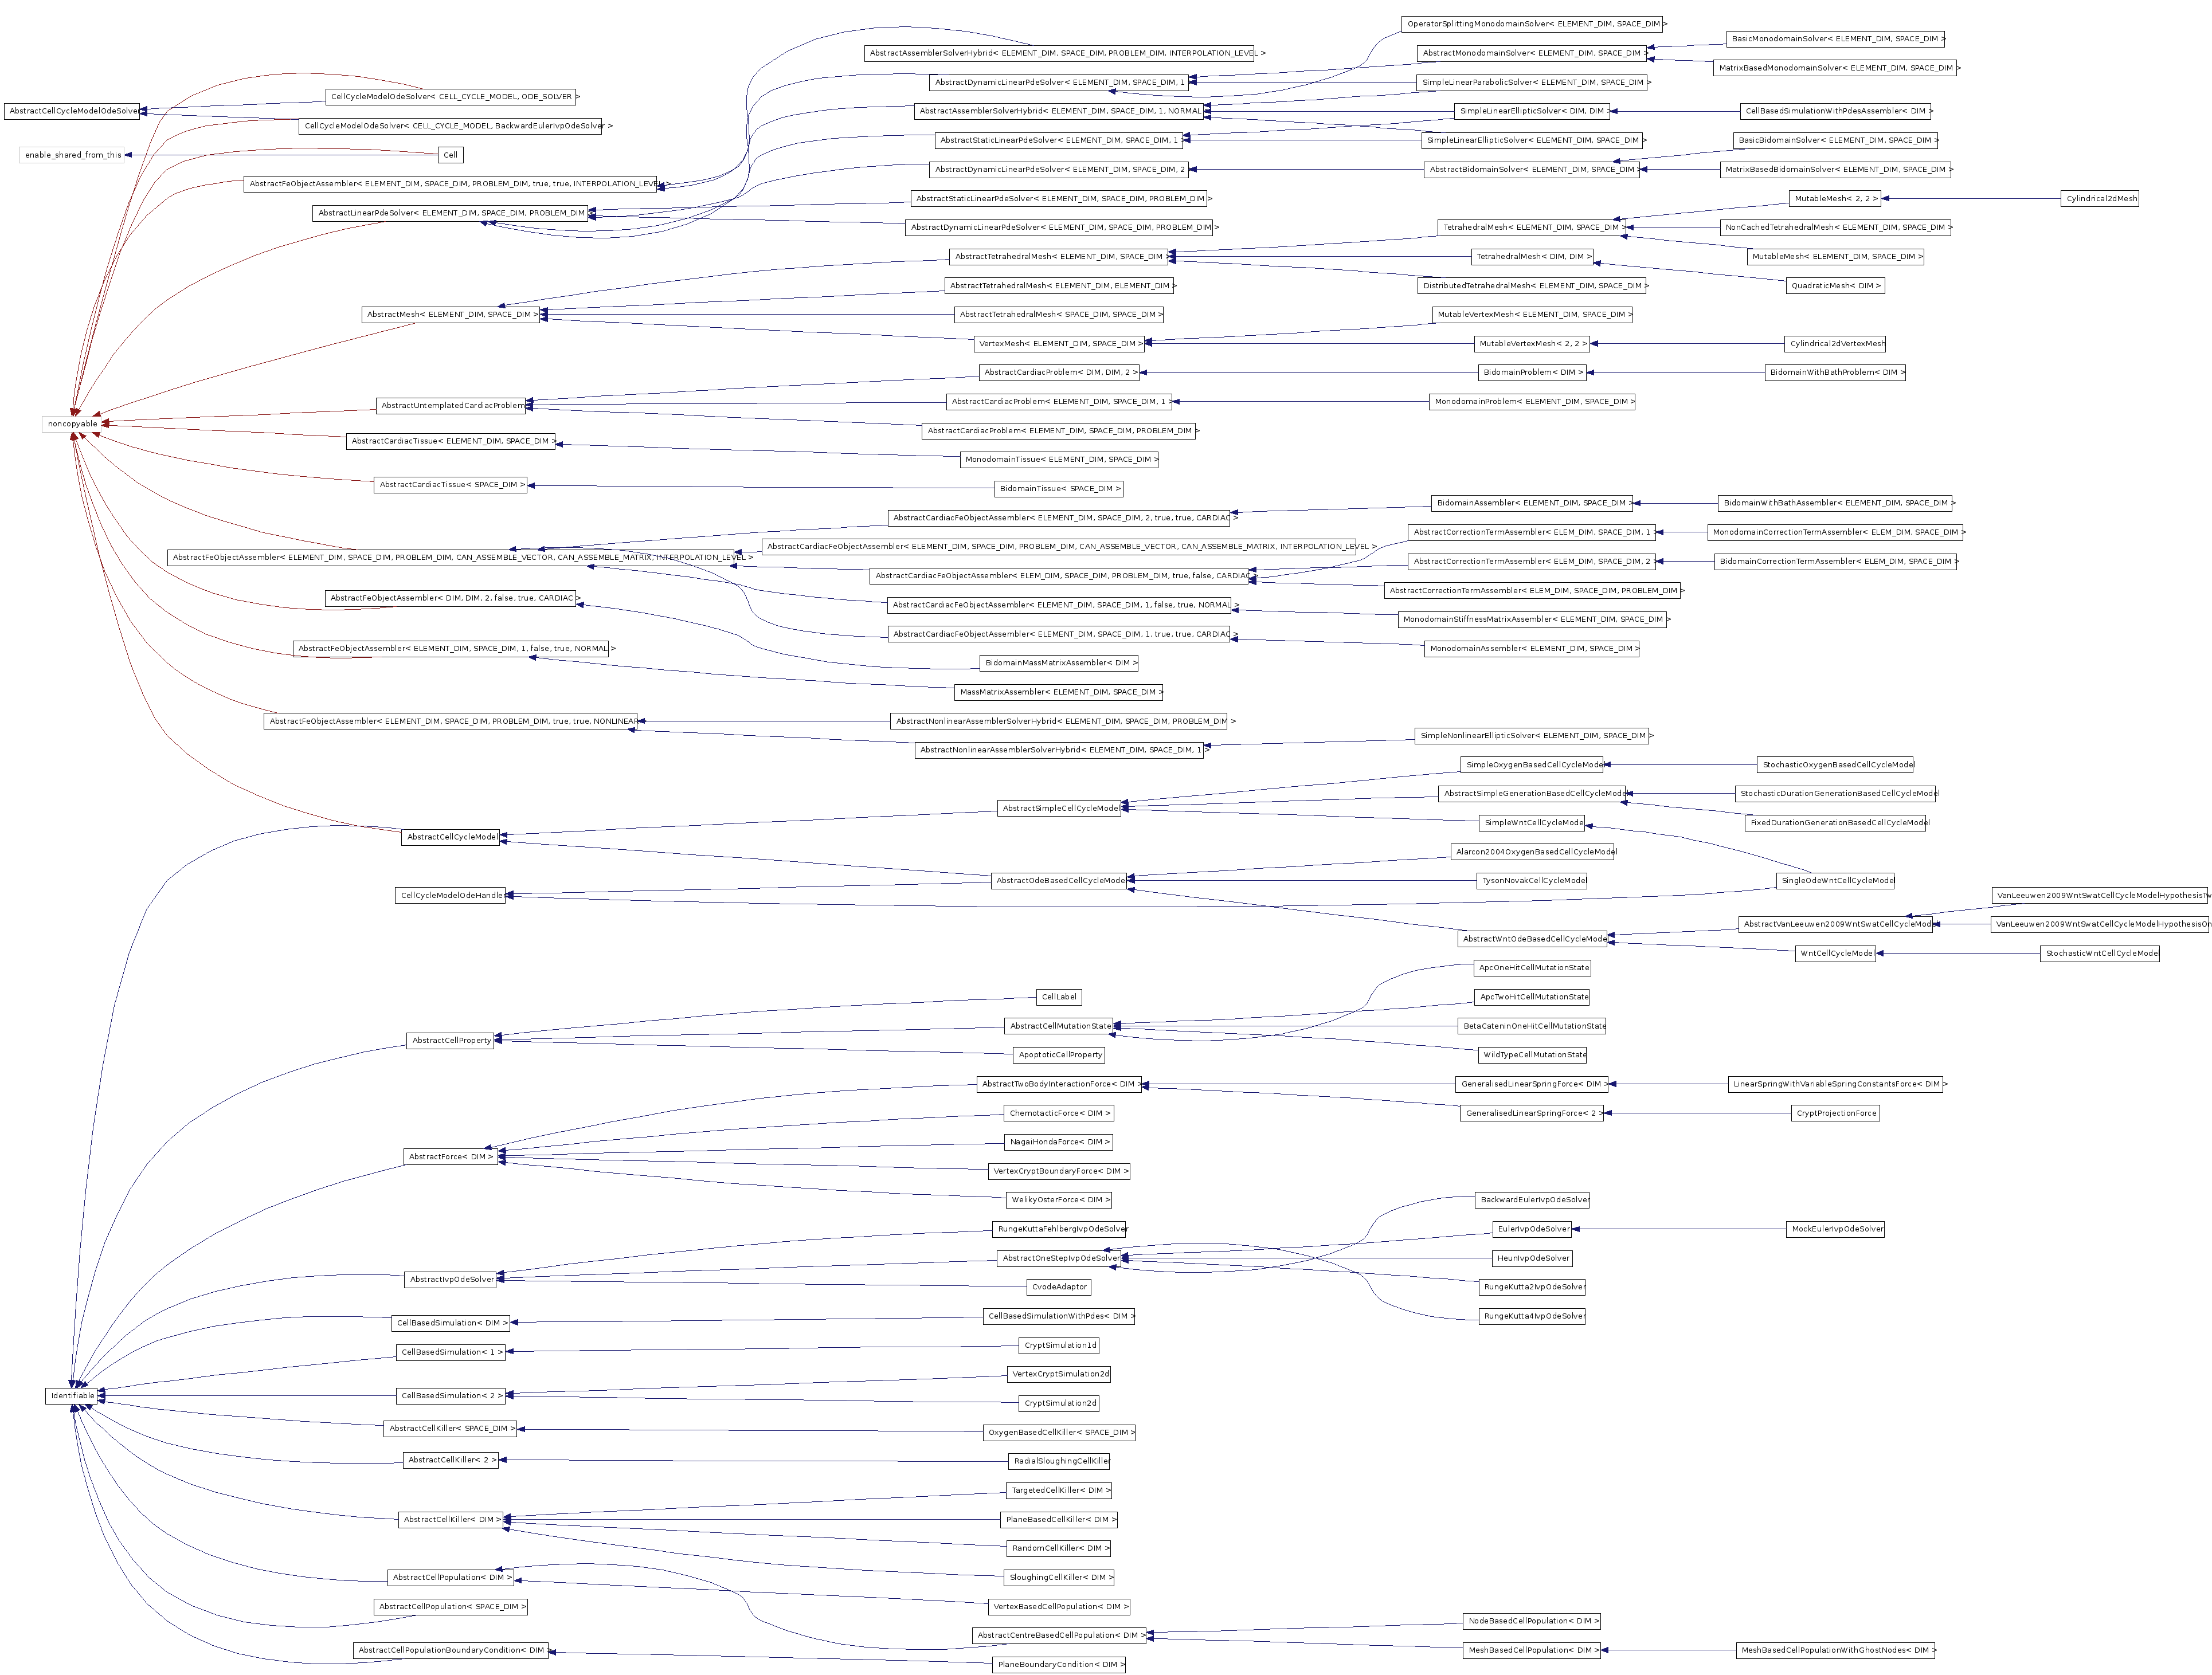 OperatorSplittingMonodomainSolver< ELEMENT_DIM, SPACE_DIM >
BasicMonodomainSolver< ELEMENT_DIM, SPACE_DIM >
AbstractAssemblerSolverHybrid< ELEMENT_DIM, SPACE_DIM, PROBLEM_DIM, INTERPOLATION_LEVEL >
AbstractMonodomainSolver< ELEMENT_DIM, SPACE_DIM >
MatrixBasedMonodomainSolver< ELEMENT_DIM, SPACE_DIM >
AbstractDynamicLinearPdeSolver< ELEMENT_DIM, SPACE_DIM, 1 >
SimpleLinearParabolicSolver< ELEMENT_DIM, SPACE_DIM >
CellCycleModelOdeSolver< CELL_CYCLE_MODEL, ODE_SOLVER >
AbstractCellCycleModelOdeSolver
AbstractAssemblerSolverHybrid< ELEMENT_DIM, SPACE_DIM, 1, NORMAL >
SimpleLinearEllipticSolver< DIM, DIM >
CellBasedSimulationWithPdesAssembler< DIM >
CellCycleModelOdeSolver< CELL_CYCLE_MODEL, BackwardEulerIvpOdeSolver >
AbstractStaticLinearPdeSolver< ELEMENT_DIM, SPACE_DIM, 1 >
SimpleLinearEllipticSolver< ELEMENT_DIM, SPACE_DIM >
BasicBidomainSolver< ELEMENT_DIM, SPACE_DIM >
enable_shared_from_this
Cell
AbstractDynamicLinearPdeSolver< ELEMENT_DIM, SPACE_DIM, 2 >
AbstractBidomainSolver< ELEMENT_DIM, SPACE_DIM >
MatrixBasedBidomainSolver< ELEMENT_DIM, SPACE_DIM >
AbstractFeObjectAssembler< ELEMENT_DIM, SPACE_DIM, PROBLEM_DIM, true, true, INTERPOLATION_LEVEL >
AbstractStaticLinearPdeSolver< ELEMENT_DIM, SPACE_DIM, PROBLEM_DIM >
MutableMesh< 2, 2 >
Cylindrical2dMesh
AbstractLinearPdeSolver< ELEMENT_DIM, SPACE_DIM, PROBLEM_DIM >
AbstractDynamicLinearPdeSolver< ELEMENT_DIM, SPACE_DIM, PROBLEM_DIM >
TetrahedralMesh< ELEMENT_DIM, SPACE_DIM >
NonCachedTetrahedralMesh< ELEMENT_DIM, SPACE_DIM >
AbstractTetrahedralMesh< ELEMENT_DIM, SPACE_DIM >
TetrahedralMesh< DIM, DIM >
MutableMesh< ELEMENT_DIM, SPACE_DIM >
AbstractTetrahedralMesh< ELEMENT_DIM, ELEMENT_DIM >
DistributedTetrahedralMesh< ELEMENT_DIM, SPACE_DIM >
QuadraticMesh< DIM >
AbstractMesh< ELEMENT_DIM, SPACE_DIM >
AbstractTetrahedralMesh< SPACE_DIM, SPACE_DIM >
MutableVertexMesh< ELEMENT_DIM, SPACE_DIM >
VertexMesh< ELEMENT_DIM, SPACE_DIM >
MutableVertexMesh< 2, 2 >
Cylindrical2dVertexMesh
AbstractCardiacProblem< DIM, DIM, 2 >
BidomainProblem< DIM >
BidomainWithBathProblem< DIM >
AbstractUntemplatedCardiacProblem
AbstractCardiacProblem< ELEMENT_DIM, SPACE_DIM, 1 >
MonodomainProblem< ELEMENT_DIM, SPACE_DIM >
noncopyable
AbstractCardiacProblem< ELEMENT_DIM, SPACE_DIM, PROBLEM_DIM >
AbstractCardiacTissue< ELEMENT_DIM, SPACE_DIM >
MonodomainTissue< ELEMENT_DIM, SPACE_DIM >
AbstractCardiacTissue< SPACE_DIM >
BidomainTissue< SPACE_DIM >
BidomainAssembler< ELEMENT_DIM, SPACE_DIM >
BidomainWithBathAssembler< ELEMENT_DIM, SPACE_DIM >
AbstractCardiacFeObjectAssembler< ELEMENT_DIM, SPACE_DIM, 2, true, true, CARDIAC >
AbstractCorrectionTermAssembler< ELEM_DIM, SPACE_DIM, 1 >
MonodomainCorrectionTermAssembler< ELEM_DIM, SPACE_DIM >
AbstractCardiacFeObjectAssembler< ELEMENT_DIM, SPACE_DIM, PROBLEM_DIM, CAN_ASSEMBLE_VECTOR, CAN_ASSEMBLE_MATRIX, INTERPOLATION_LEVEL >
AbstractFeObjectAssembler< ELEMENT_DIM, SPACE_DIM, PROBLEM_DIM, CAN_ASSEMBLE_VECTOR, CAN_ASSEMBLE_MATRIX, INTERPOLATION_LEVEL >
AbstractCorrectionTermAssembler< ELEM_DIM, SPACE_DIM, 2 >
BidomainCorrectionTermAssembler< ELEM_DIM, SPACE_DIM >
AbstractCardiacFeObjectAssembler< ELEM_DIM, SPACE_DIM, PROBLEM_DIM, true, false, CARDIAC >
AbstractCorrectionTermAssembler< ELEM_DIM, SPACE_DIM, PROBLEM_DIM >
AbstractFeObjectAssembler< DIM, DIM, 2, false, true, CARDIAC >
AbstractCardiacFeObjectAssembler< ELEMENT_DIM, SPACE_DIM, 1, false, true, NORMAL >
MonodomainStiffnessMatrixAssembler< ELEMENT_DIM, SPACE_DIM >
AbstractCardiacFeObjectAssembler< ELEMENT_DIM, SPACE_DIM, 1, true, true, CARDIAC >
AbstractFeObjectAssembler< ELEMENT_DIM, SPACE_DIM, 1, false, true, NORMAL >
MonodomainAssembler< ELEMENT_DIM, SPACE_DIM >
BidomainMassMatrixAssembler< DIM >
MassMatrixAssembler< ELEMENT_DIM, SPACE_DIM >
AbstractFeObjectAssembler< ELEMENT_DIM, SPACE_DIM, PROBLEM_DIM, true, true, NONLINEAR
AbstractNonlinearAssemblerSolverHybrid< ELEMENT_DIM, SPACE_DIM, PROBLEM_DIM >
SimpleNonlinearEllipticSolver< ELEMENT_DIM, SPACE_DIM >
AbstractNonlinearAssemblerSolverHybrid< ELEMENT_DIM, SPACE_DIM, 1 >
SimpleOxygenBasedCellCycleModel
StochasticOxygenBasedCellCycleModel
AbstractSimpleGenerationBasedCellCycleModel
StochasticDurationGenerationBasedCellCycleModel
AbstractSimpleCellCycleModel
SimpleWntCellCycleModel
FixedDurationGenerationBasedCellCycleModel
AbstractCellCycleModel
Alarcon2004OxygenBasedCellCycleModel
AbstractOdeBasedCellCycleModel
TysonNovakCellCycleModel
SingleOdeWntCellCycleModel
CellCycleModelOdeHandler
VanLeeuwen2009WntSwatCellCycleModelHypothesisTw
AbstractVanLeeuwen2009WntSwatCellCycleModel
VanLeeuwen2009WntSwatCellCycleModelHypothesisOn
AbstractWntOdeBasedCellCycleModel
WntCellCycleModel
StochasticWntCellCycleModel
ApcOneHitCellMutationState
CellLabel
ApcTwoHitCellMutationState
AbstractCellMutationState
BetaCateninOneHitCellMutationState
AbstractCellProperty
ApoptoticCellProperty
WildTypeCellMutationState
AbstractTwoBodyInteractionForce< DIM >
GeneralisedLinearSpringForce< DIM >
LinearSpringWithVariableSpringConstantsForce< DIM >
ChemotacticForce< DIM >
GeneralisedLinearSpringForce< 2 >
CryptProjectionForce
NagaiHondaForce< DIM >
AbstractForce< DIM >
VertexCryptBoundaryForce< DIM >
WelikyOsterForce< DIM >
BackwardEulerIvpOdeSolver
RungeKuttaFehlbergIvpOdeSolver
EulerIvpOdeSolver
MockEulerIvpOdeSolver
AbstractOneStepIvpOdeSolver
HeunIvpOdeSolver
AbstractIvpOdeSolver
CvodeAdaptor
RungeKutta2IvpOdeSolver
CellBasedSimulation< DIM >
CellBasedSimulationWithPdes< DIM >
RungeKutta4IvpOdeSolver
CellBasedSimulation< 1 >
CryptSimulation1d
VertexCryptSimulation2d
Identifiable
CellBasedSimulation< 2 >
CryptSimulation2d
AbstractCellKiller< SPACE_DIM >
OxygenBasedCellKiller< SPACE_DIM >
AbstractCellKiller< 2 >
RadialSloughingCellKiller
TargetedCellKiller< DIM >
AbstractCellKiller< DIM >
PlaneBasedCellKiller< DIM >
RandomCellKiller< DIM >
AbstractCellPopulation< DIM >
SloughingCellKiller< DIM >
AbstractCellPopulation< SPACE_DIM >
VertexBasedCellPopulation< DIM >
NodeBasedCellPopulation< DIM >
AbstractCentreBasedCellPopulation< DIM >
AbstractCellPopulationBoundaryCondition< DIM >
MeshBasedCellPopulation< DIM >
MeshBasedCellPopulationWithGhostNodes< DIM >
PlaneBoundaryCondition< DIM >